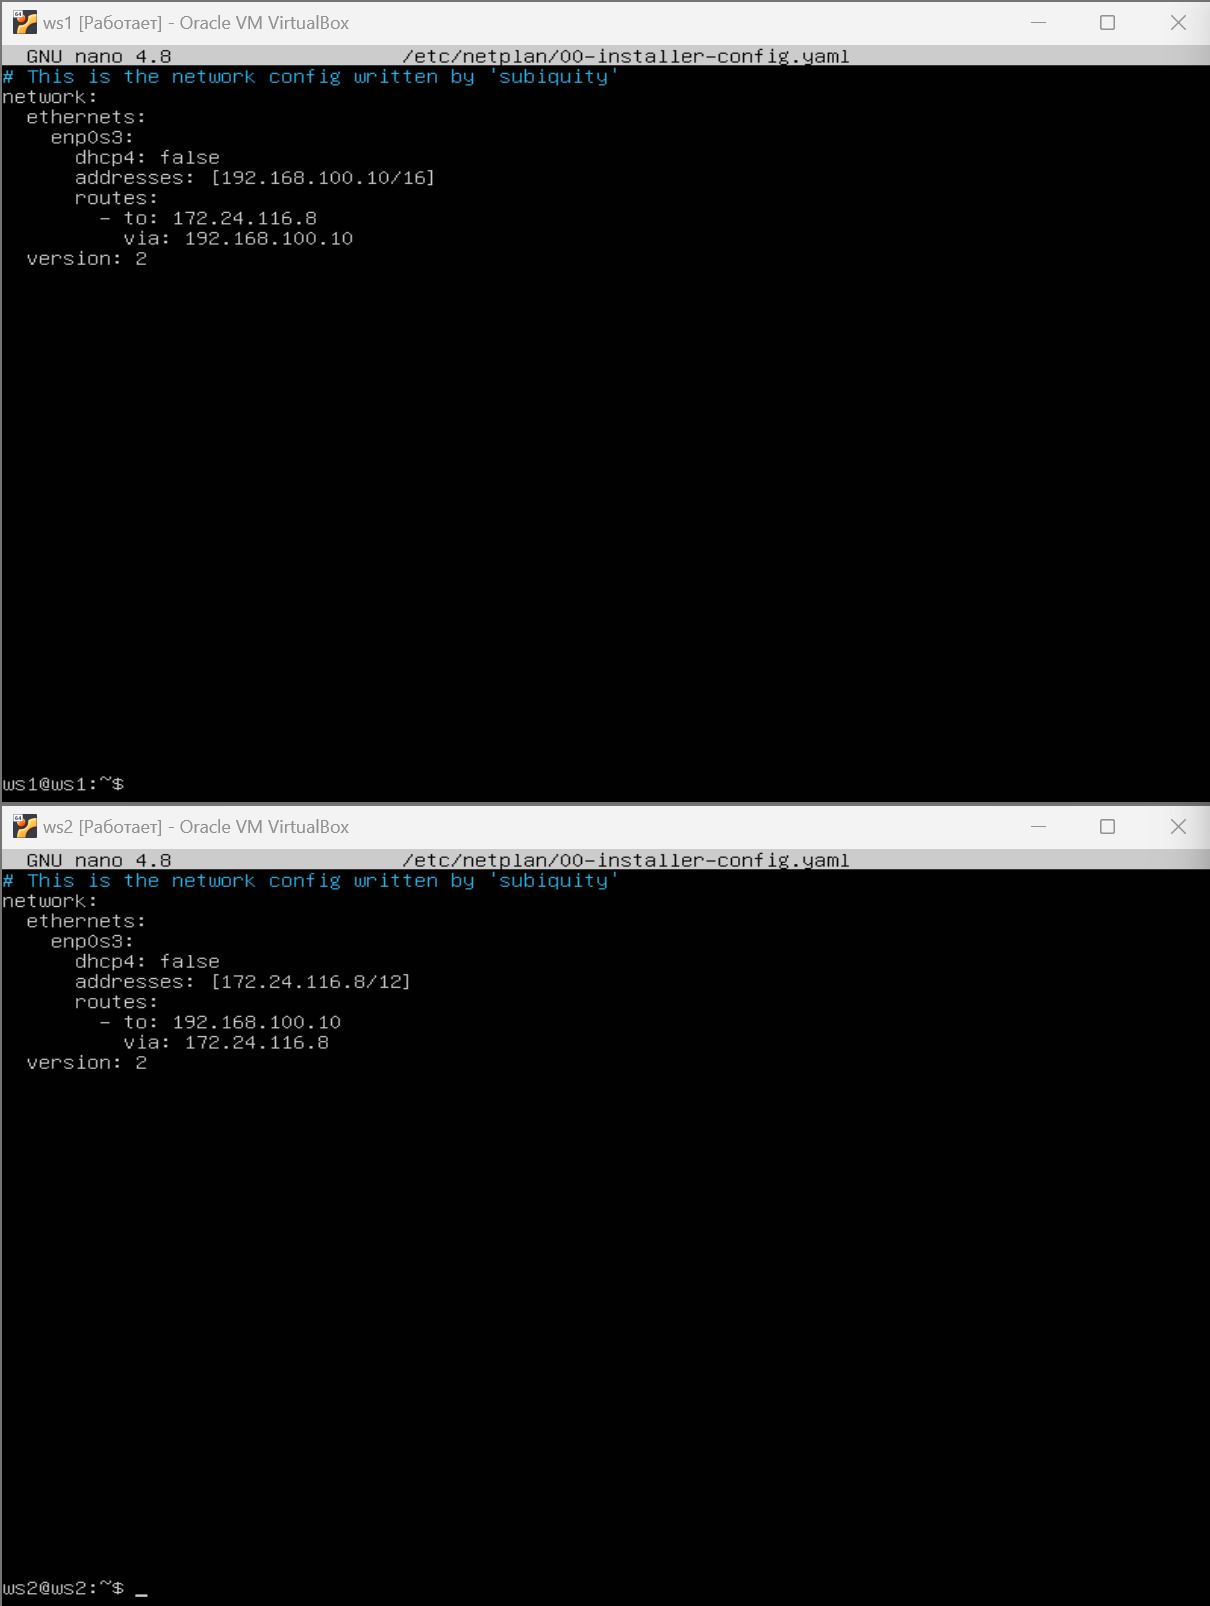 ws1 [Работает] - Oracle VM VirtualBox
GNU nano 4.8 /etc/netplan/00-installer-config.yaml
# This is the network config written by 'subiquity'
network:
  ethernets:
    enp0s3:
      dhcp4: false
      addresses: [192.168.100.10/16]
      routes:
        - to: 172.24.116.8
          via: 192.168.100.10
  version: 2
ws1@ws1:~$
ws2 [Работает] - Oracle VM VirtualBox
GNU nano 4.8 /etc/netplan/00-installer-config.yaml
# This is the network config written by 'subiquity'
network:
  ethernets:
    enp0s3:
      dhcp4: false
      addresses: [172.24.116.8/12]
      routes:
        - to: 192.168.100.10
          via: 172.24.116.8
  version: 2
ws2@ws2:~$ _